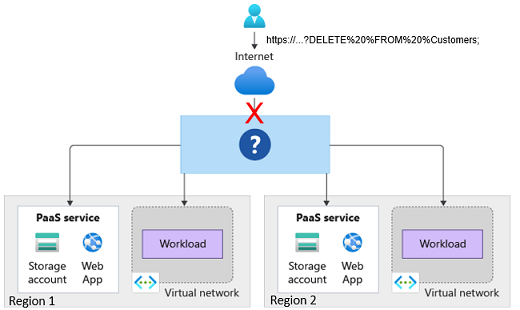 https://...?DELETE%20%FROM%20%Customers;
Internet
X
?
PaaS service
Storage
account
Web
App
Workload
Virtual network
Region 1
PaaS service
Storage
account
Web
App
Workload
Virtual network
Region 2